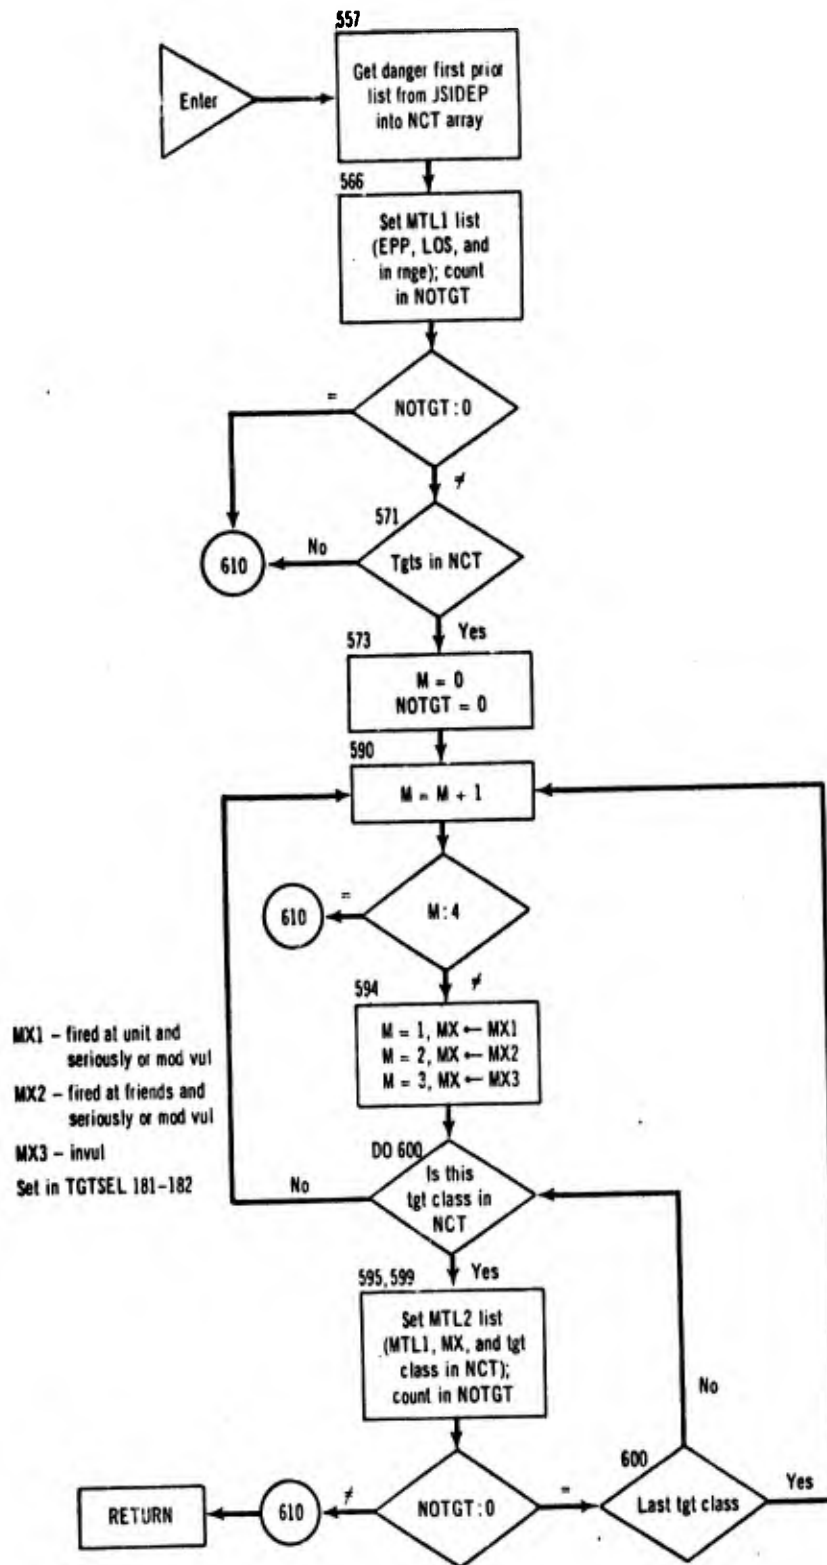 557
Get danger first prior
list from JSIDEP
into NCT array
Enter
566
Set MTL1 list
(EPP, LOS, and
in rnge); count
in NOTGT
=
NOTGT : 0
≠
571
No
Tgts in NCT
610
Yes
573
M = 0
NOTGT = 0
590
M = M + 1
=
610
M : 4
≠
594
M = 1, MX ← MX1
M = 2, MX ← MX2
M = 3, MX ← MX3
MX1 – fired at unit and
seriously or mod vul
MX2 – fired at friends and
seriously or mod vul
MX3 – invul
Set in TGTSEL 181–182
DO 600
No
Is this
tgt class in
NCT
Yes
595, 599
Set MTL2 list
(MTL1, MX, and tgt
class in NCT);
count in NOTGT
No
600
RETURN
610
≠
NOTGT : 0
=
Last tgt class
Yes